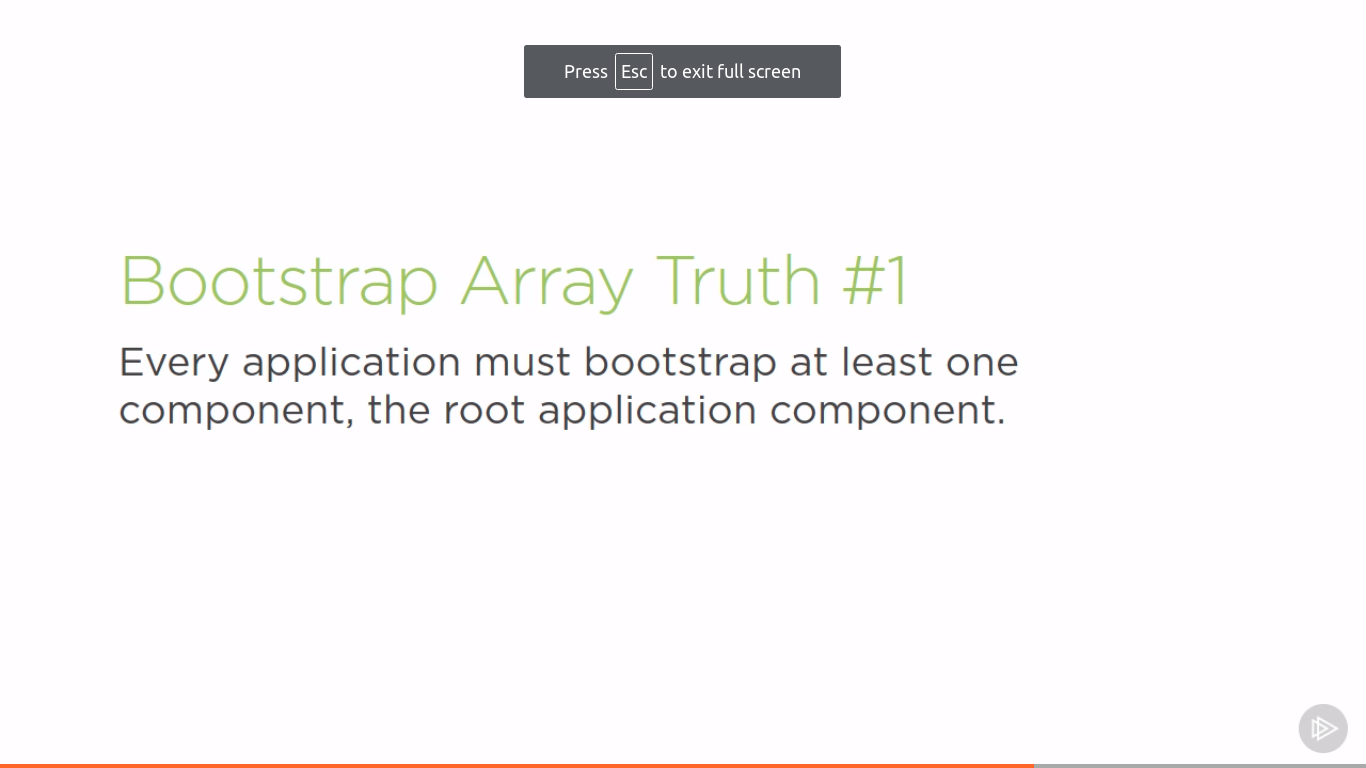 Press Esc to exit full screen
Bootstrap Array Truth #1
Every application must bootstrap at least one
component, the root application component.